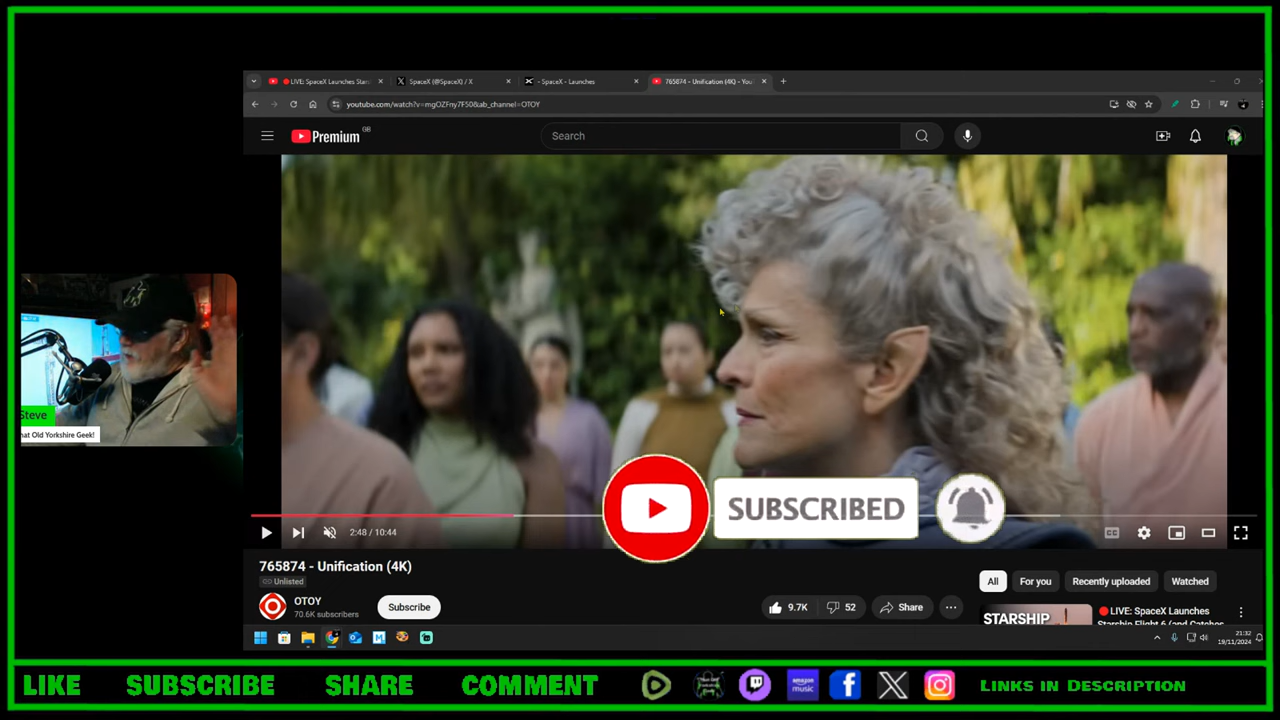 🔴LIVE: SpaceX Launches Star
SpaceX (@SpaceX) / X
- SpaceX - Launches
765874 - Unification (4K) - You
youtube.com/watch?v=mgOZFny7F50&ab_channel=OTOY
Premium GB
Search
Steve
hat Old Yorkshire Geek!
SUBSCRIBED
2:48 / 10:44
765874 - Unification (4K)
Unlisted
All
For you
Recently uploaded
Watched
OTOY
70.6K subscribers
Subscribe
9.7K
52
Share
STARSHIP
🔴LIVE: SpaceX Launches
Starship Flight 6 (and Catches
21:32
19/11/2024
LIKE SUBSCRIBE SHARE COMMENT
amazon music
Links in Description